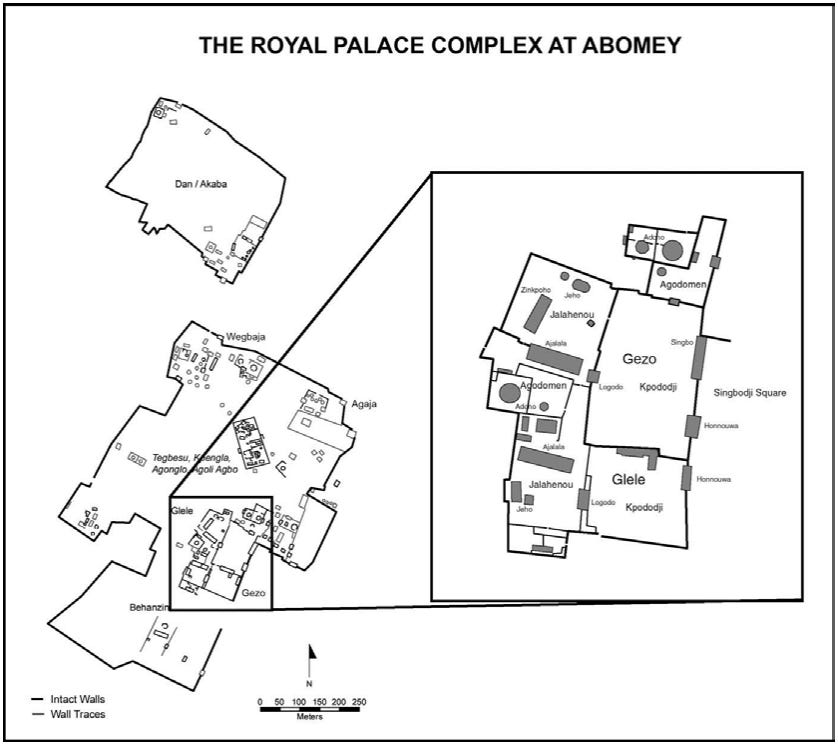 THE ROYAL PALACE COMPLEX AT ABOMEY
Dan / Akaba
Wegbaja
Agaja
Tegbesu, Kpengla,
Agonglo, Agoli Agbo
Glele
Gezo
Behanzin
Adoho
Agodomen
Zinkpoho
Jeho
Jalahenou
Ajalala
Gezo
Singbo
Agodomen
Logodo
Kpododji
Singbodji Square
Adoho
Honnouwa
Ajalala
Jalahenou
Glele
Honnouwa
Logodo
Kpododji
Jeho
N
0 50 100 150 200 250
Meters
Intact Walls
Wall Traces